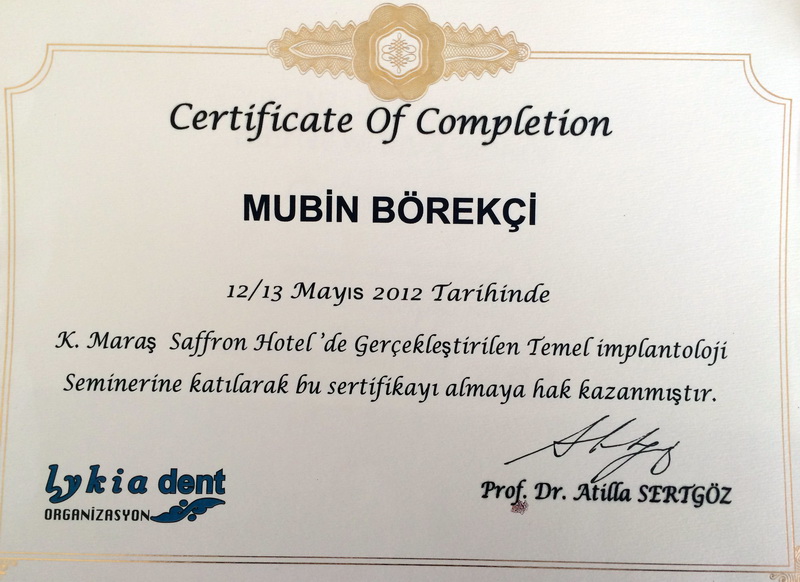 Certificate Of Completion
MUBİN BÖREKÇİ
12/13 Mayıs 2012 Tarihinde
K. Maraş Saffron Hotel'de Gerçekleştirilen Temel implantoloji
Seminerine katılarak bu sertifikayı almaya hak kazanmıştır.
lykia dent
ORGANİZASYON
Prof. Dr. Atilla SERTGÖZ